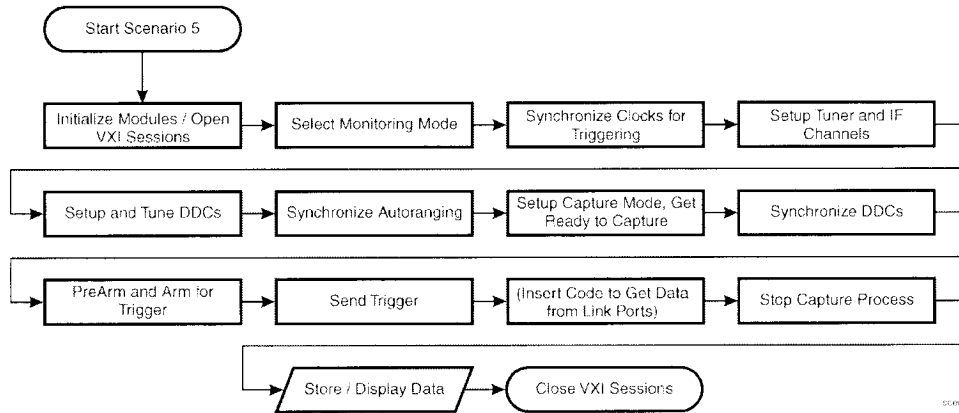 Start Scenario 5
Initialize Modules / Open
VXI Sessions
Select Monitoring Mode
Synchronize Clocks for
Triggering
Setup Tuner and IF
Channels
Setup and Tune DDCs
Synchronize Autoranging
Setup Capture Mode, Get
Ready to Capture
Synchronize DDCs
PreArm and Arm for
Trigger
Send Trigger
(Insert Code to Get Data
from Link Ports)
Stop Capture Process
Store / Display Data
Close VXI Sessions